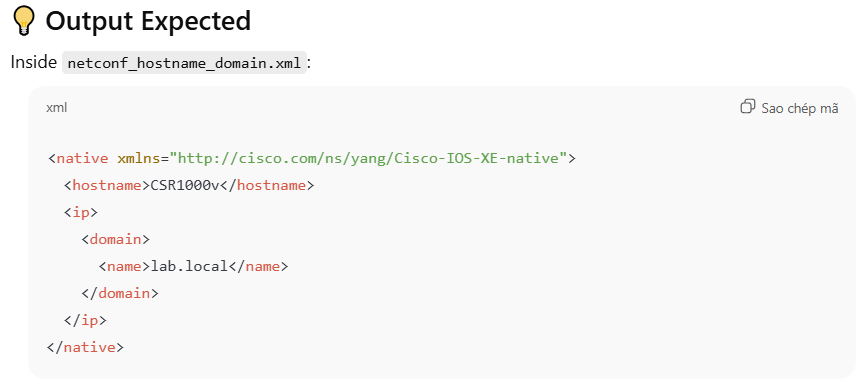 💡 Output Expected
Inside netconf_hostname_domain.xml:
xml Sao chép mã
<native xmlns="http://cisco.com/ns/yang/Cisco-IOS-XE-native">
  <hostname>CSR1000v</hostname>
  <ip>
    <domain>
      <name>lab.local</name>
    </domain>
  </ip>
</native>